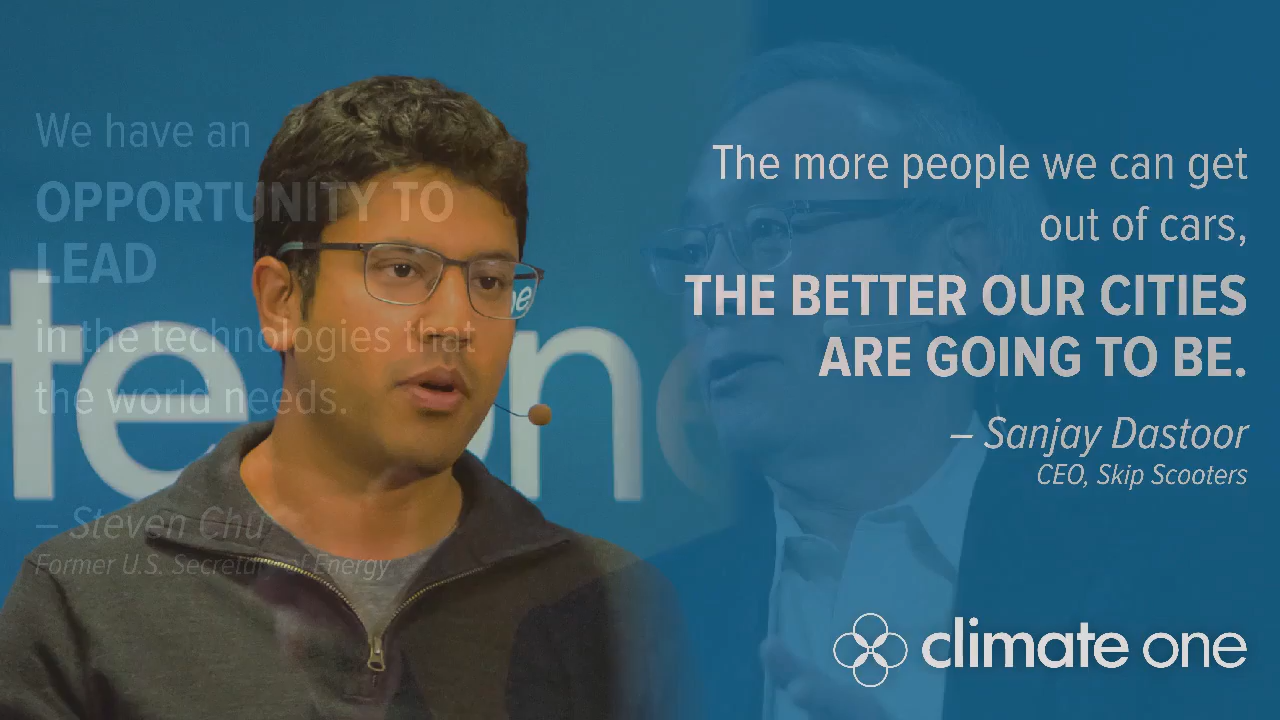 We have an
OPPORTUNITY TO
LEAD
in the technologies that
the world needs.
– Steven Chu
Former U.S. Secretary of Energy
The more people we can get
out of cars,
THE BETTER OUR CITIES
ARE GOING TO BE.
– Sanjay Dastoor
CEO, Skip Scooters
climate one
te one